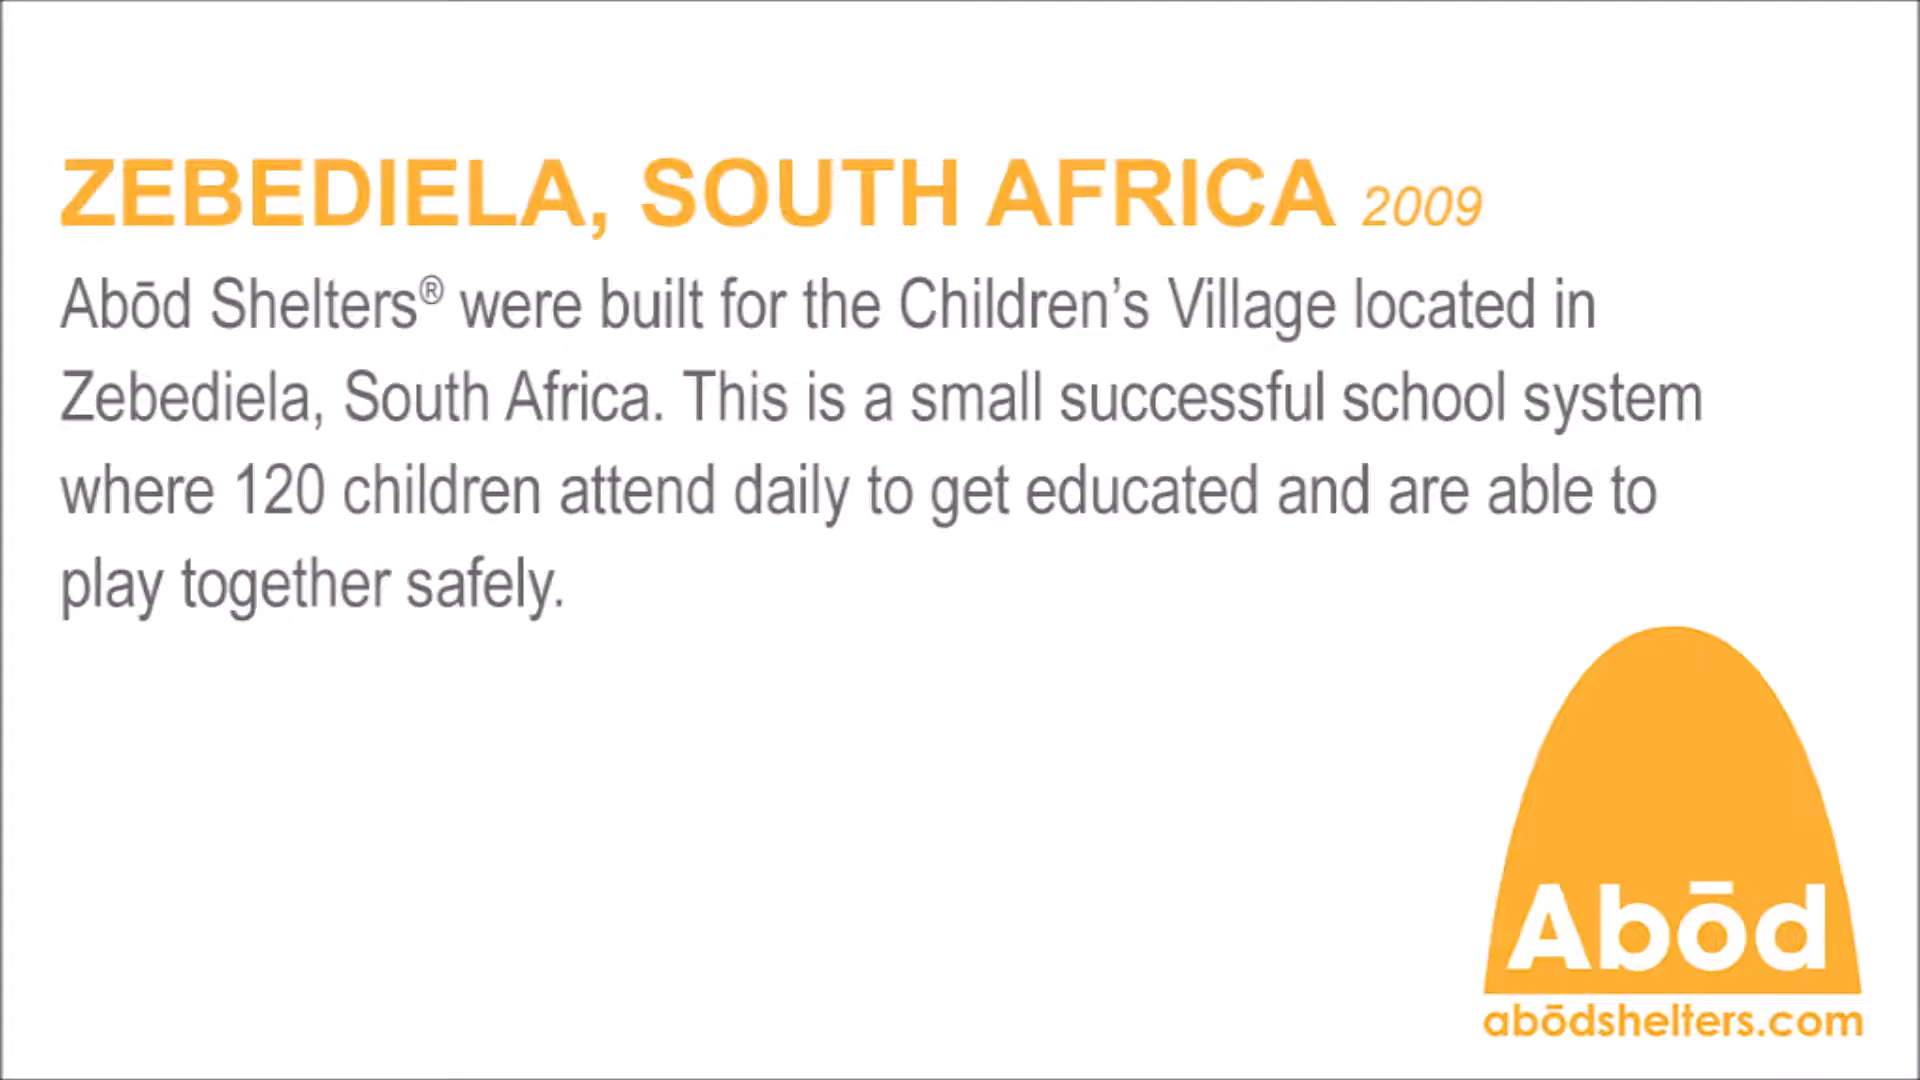 ZEBEDIELA, SOUTH AFRICA 2009
Abōd Shelters® were built for the Children’s Village located in
Zebediela, South Africa. This is a small successful school system
where 120 children attend daily to get educated and are able to
play together safely.
Abōd
abōdshelters.com